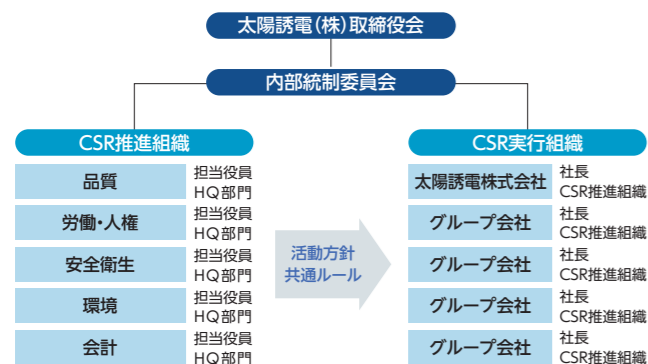 太陽誘電(株)取締役会
内部統制委員会
CSR推進組織
品質
担当役員
HQ部門
労働・人権
担当役員
HQ部門
安全衛生
担当役員
HQ部門
環境
担当役員
HQ部門
会計
担当役員
HQ部門
活動方針
共通ルール
CSR実行組織
太陽誘電株式会社
社長
CSR推進組織
グループ会社
社長
CSR推進組織
グループ会社
社長
CSR推進組織
グループ会社
社長
CSR推進組織
グループ会社
社長
CSR推進組織